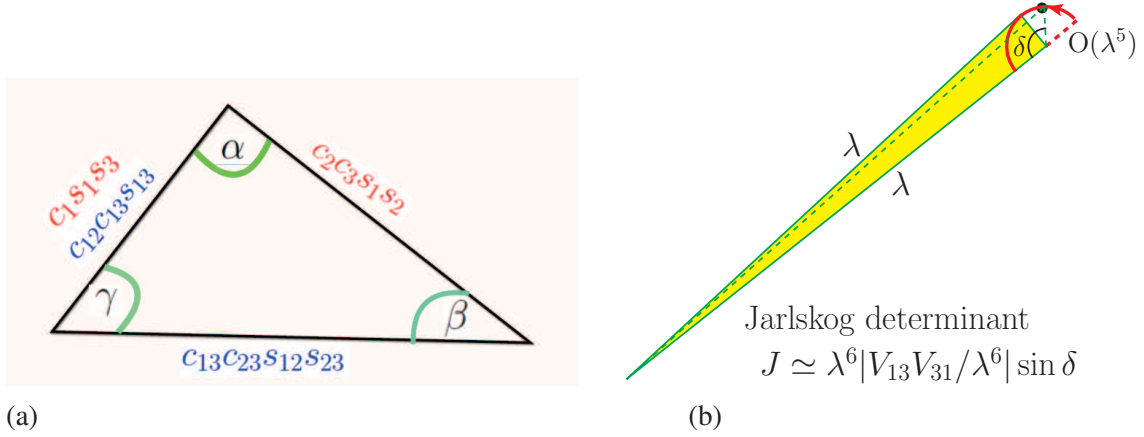 α
c₁s₁s₃
c₁₂c₁₃s₁₃
c₂c₃s₁s₂
γ
β
c₁₃c₂₃s₁₂s₂₃
(a)
δ
O(λ⁵)
λ
λ
Jarlskog determinant
J ≃ λ⁶|V₁₃V₃₁/λ⁶| sin δ
(b)